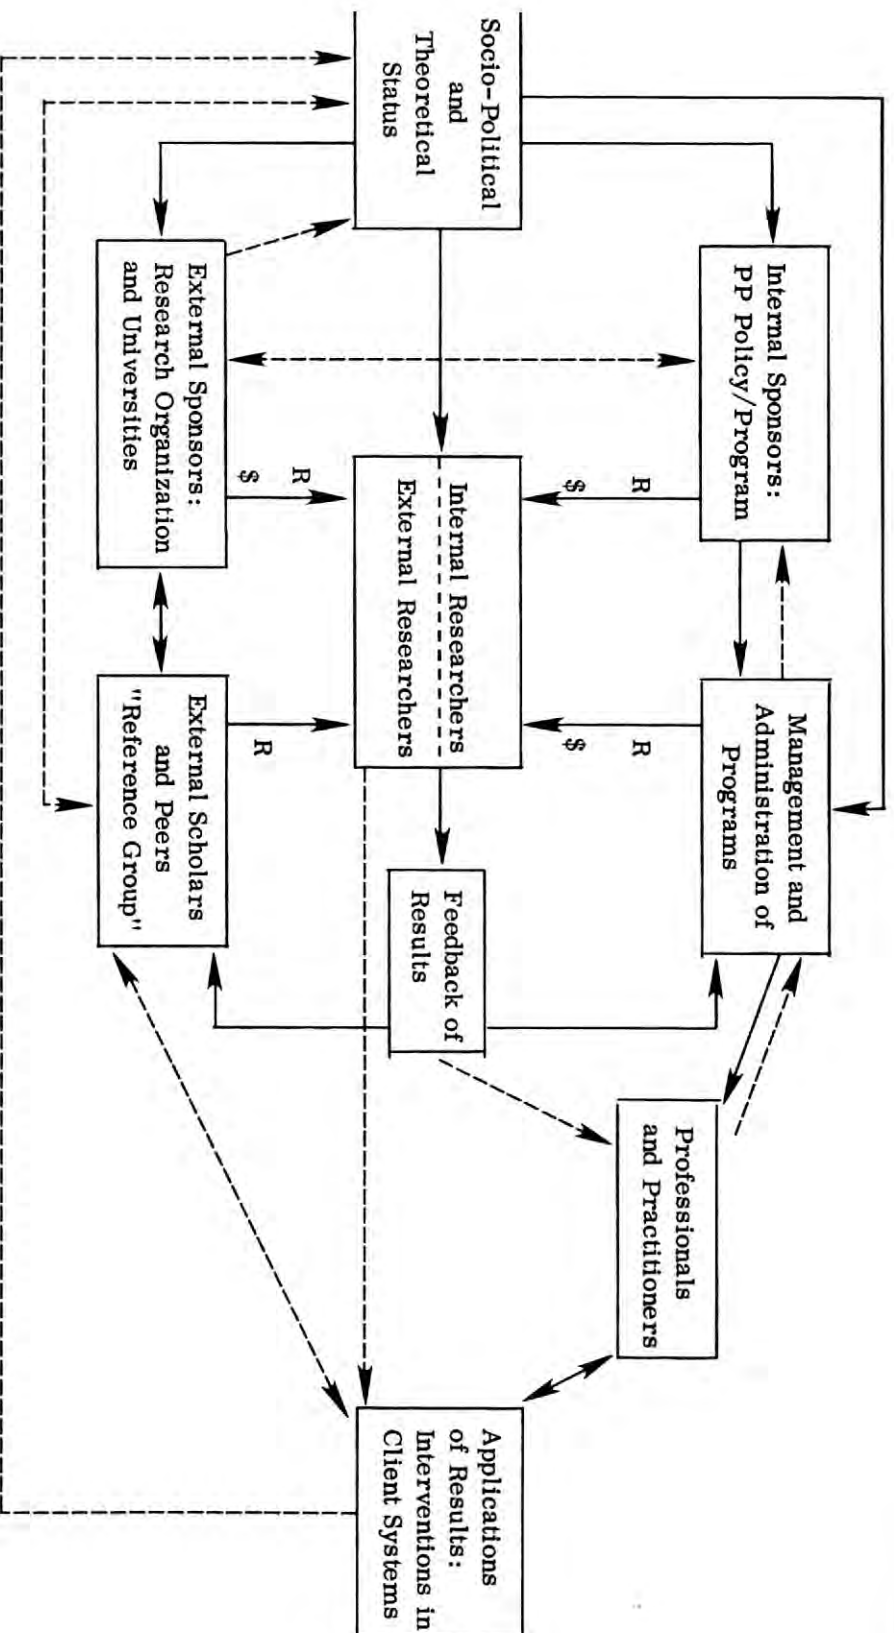 Socio-Political
and
Theoretical
Status
Internal Sponsors:
PP Policy/Program
Management and
Administration of
Programs
R
$
R
$
Internal Researchers
External Researchers
Feedback of
Results
Professionals
and Practitioners
Applications
of Results:
Interventions in
Client Systems
R
$
R
External Sponsors:
Research Organization
and Universities
External Scholars
and Peers
"Reference Group"